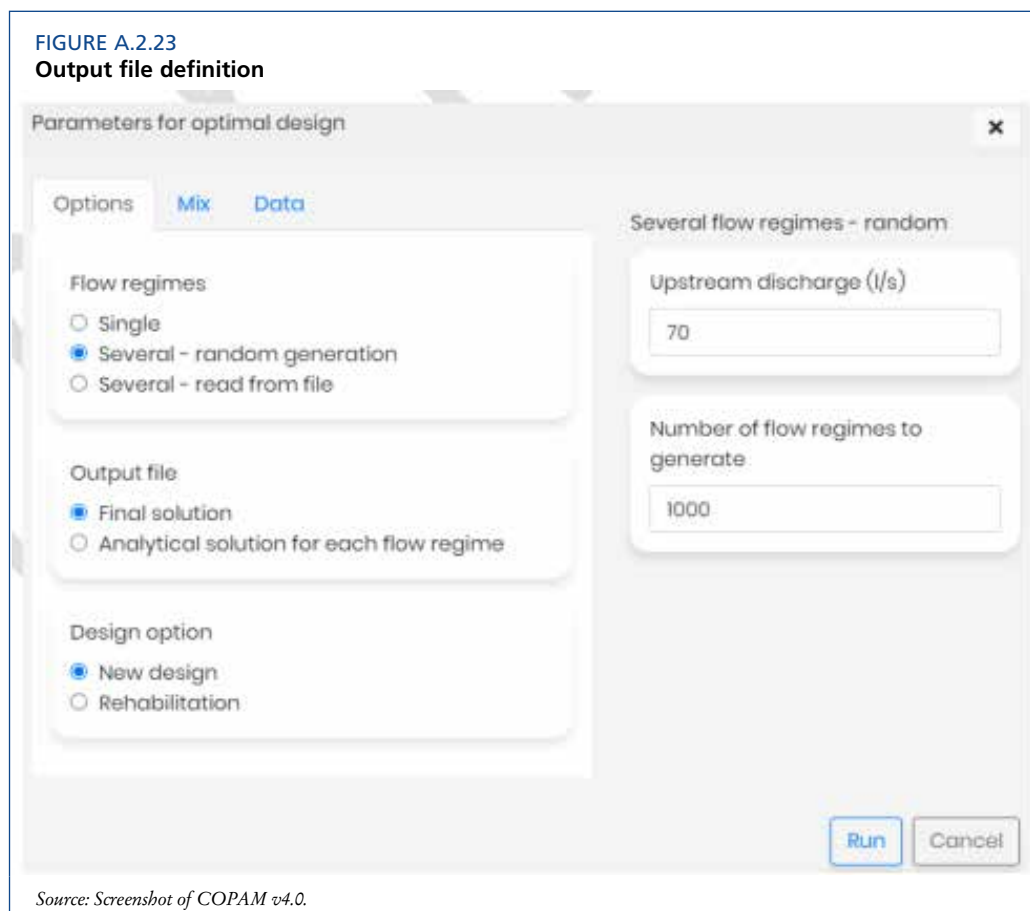 FIGURE A.2.23
Output file definition
Parameters for optimal design
×
Options Mix Data
Flow regimes
Single
Several - random generation
Several - read from file
Output file
Final solution
Analytical solution for each flow regime
Design option
New design
Rehabilitation
Several flow regimes - random
Upstream discharge (l/s)
70
Number of flow regimes to
generate
1000
Run Cancel
Source: Screenshot of COPAM v4.0.